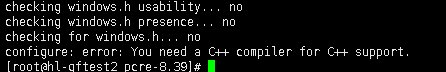 checking windows.h usability... no
checking windows.h presence... no
checking for windows.h... no
configure: error: You need a C++ compiler for C++ support.
[root@hl-qftest2 pcre-8.39]#